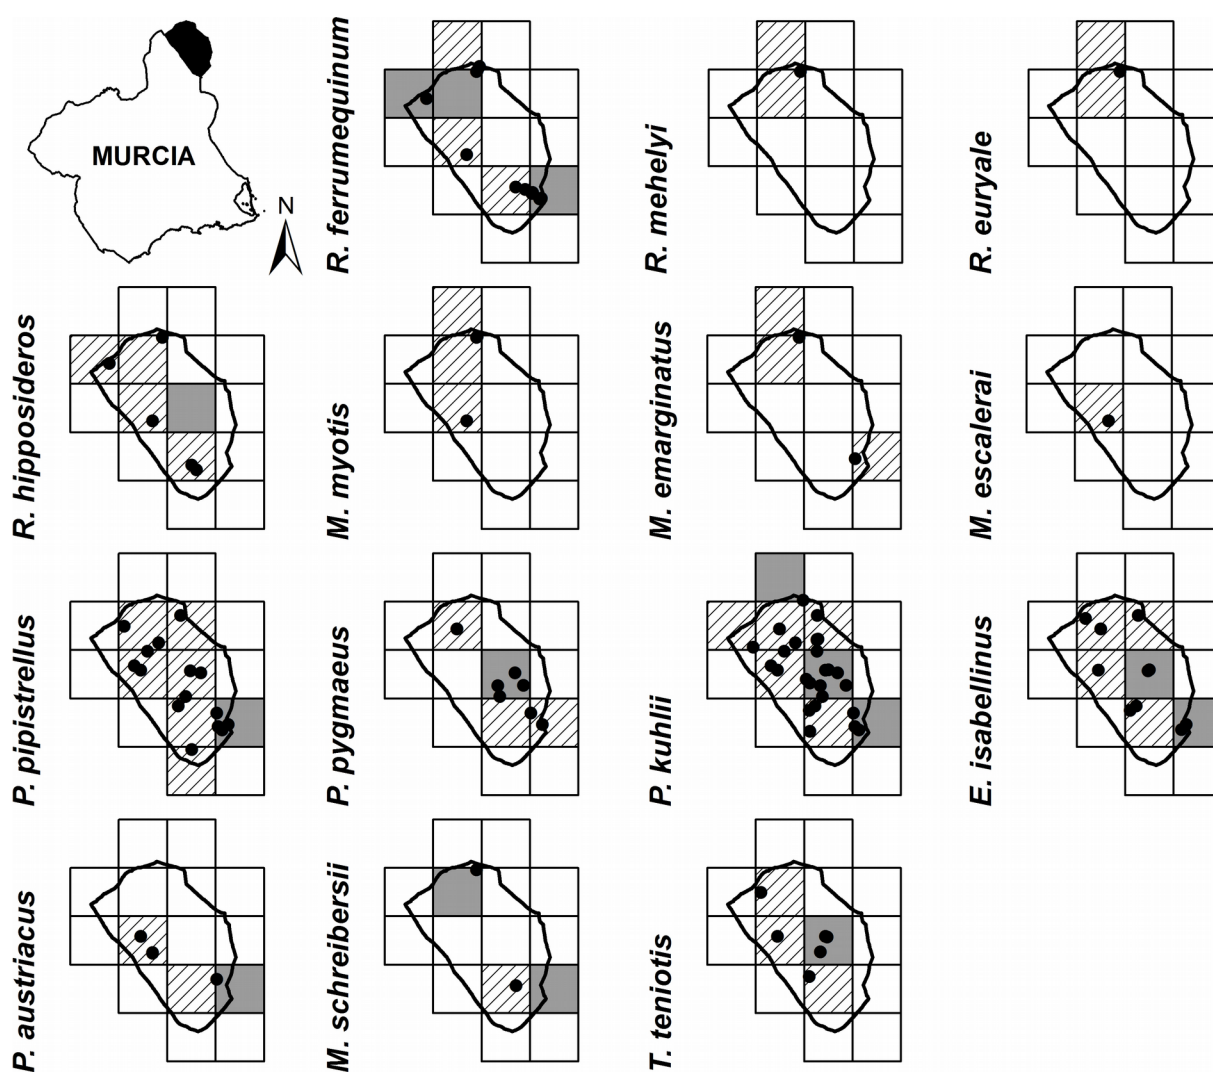 MURCIA
N
R. ferrumequinum
R. mehelyi
R. euryale
R. hipposideros
M. myotis
M. emarginatus
M. escalerai
P. pipistrellus
P. pygmaeus
P. kuhlii
E. isabellinus
P. austriacus
M. schreibersii
T. teniotis